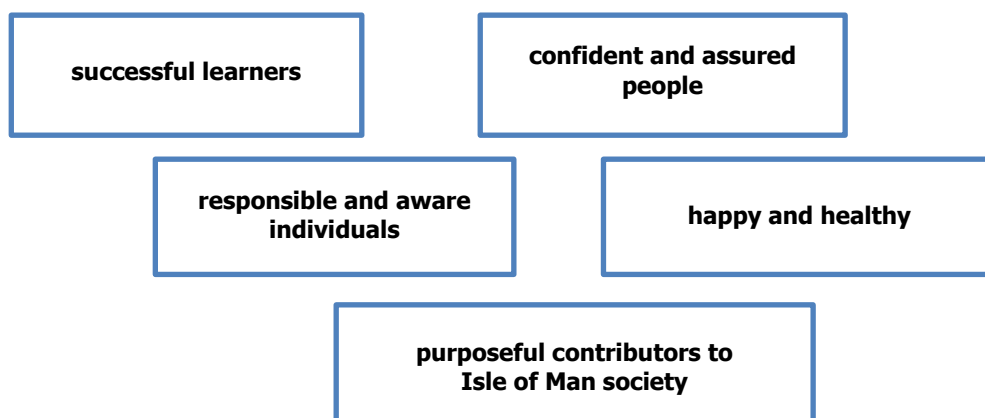 successful learners
confident and assured
people
responsible and aware
individuals
happy and healthy
purposeful contributors to
Isle of Man society